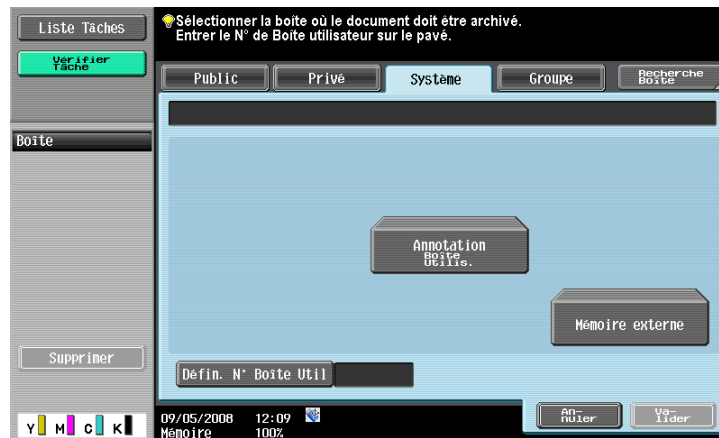 Liste Tâches
Vérifier
Tâche
Sélectionner la boîte où le document doit être archivé.
Entrer le N° de Boîte utilisateur sur le pavé.
Public
Privé
Système
Groupe
Recherche
Boîte
Boîte
Annotation
Boîte
Utilis.
Mémoire externe
Supprimer
Défin. N° Boîte Util
Y M C K
09/05/2008 12:09
Mémoire 100%
An-
nuler
Va-
lider